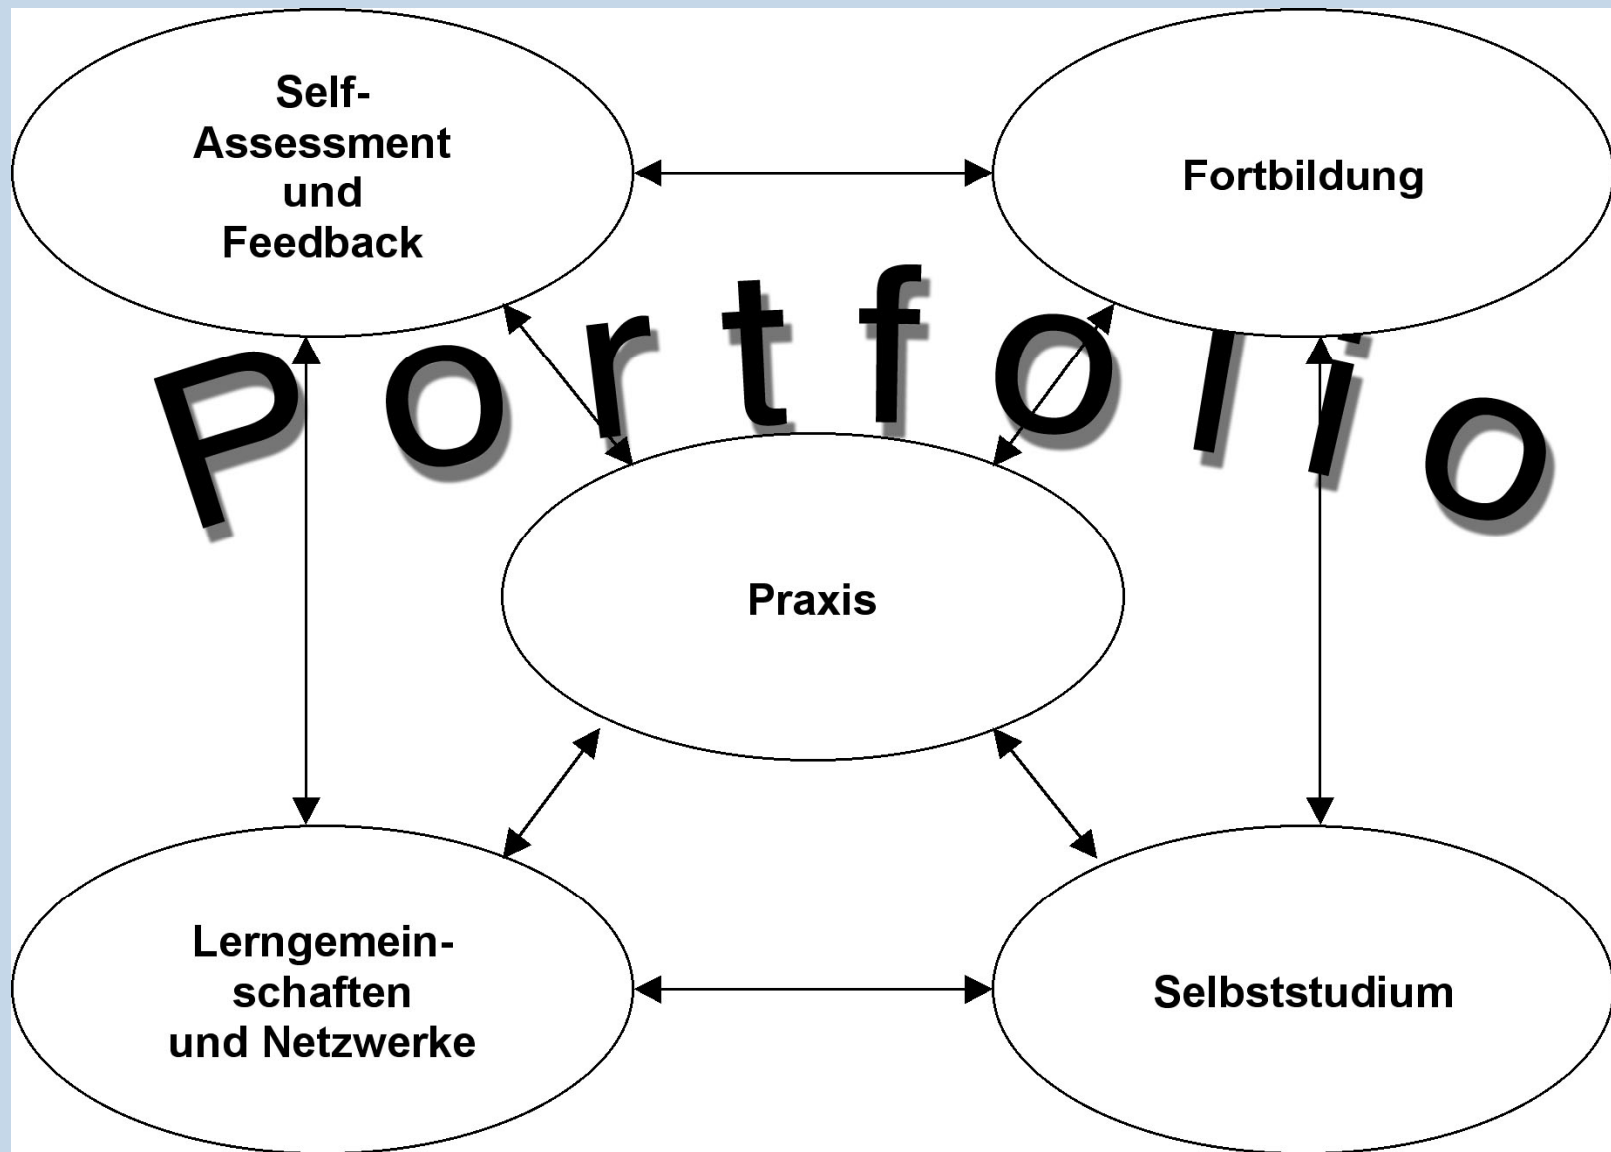 Self-
Assessment
und
Feedback
Fortbildung
Portfolio
Praxis
Lerngemein-
schaften
und Netzwerke
Selbststudium